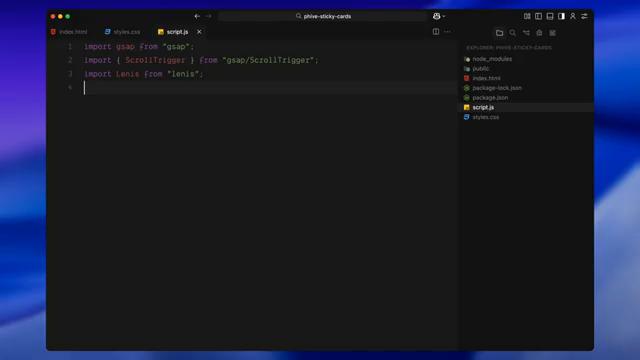 phive-sticky-cards
index.html
styles.css
script.js
EXPLORER: PHIVE-STICKY-CARDS
1 import gsap from "gsap";
2 import { ScrollTrigger } from "gsap/ScrollTrigger";
3 import Lenis from "lenis";
4
node_modules
public
index.html
package-lock.json
package.json
script.js
styles.css